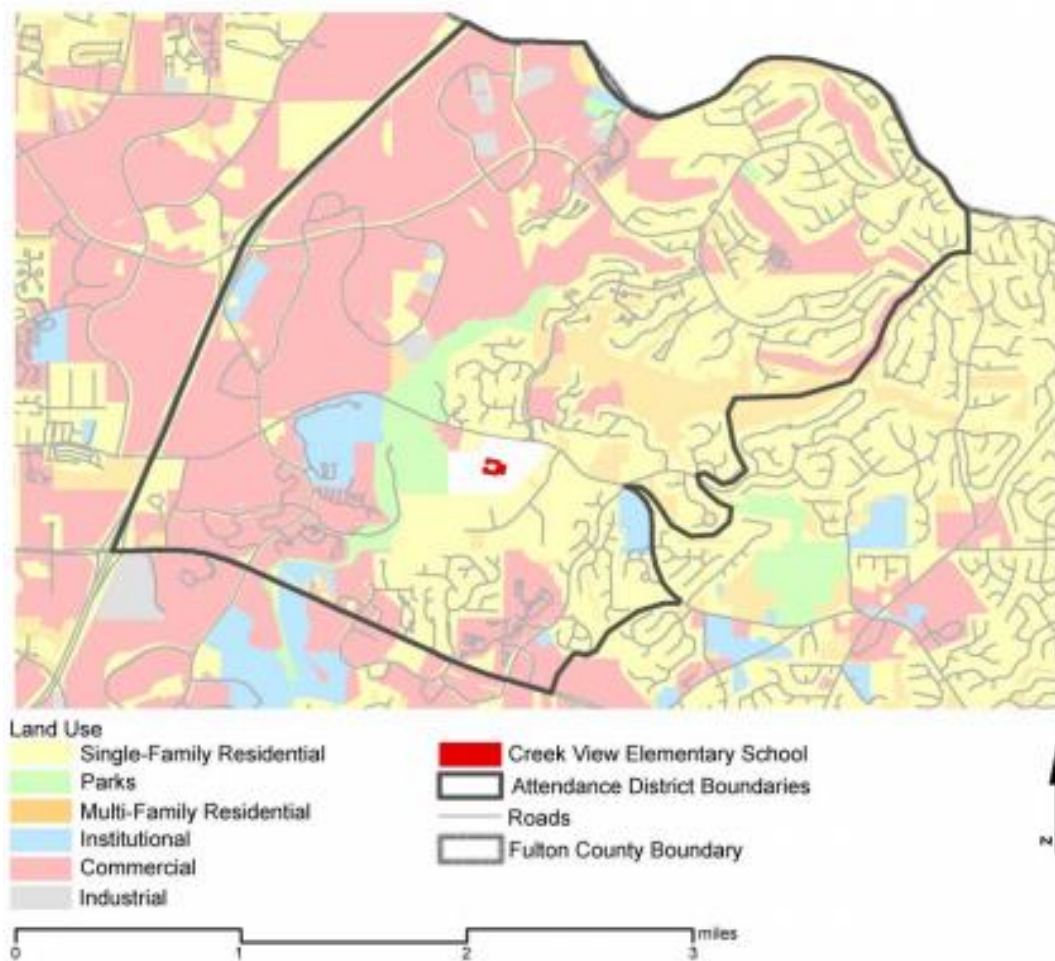 Land Use
Single-Family Residential
Parks
Multi-Family Residential
Institutional
Commercial
Industrial
Creek View Elementary School
Attendance District Boundaries
Roads
Fulton County Boundary
N
0 1 2 3 miles